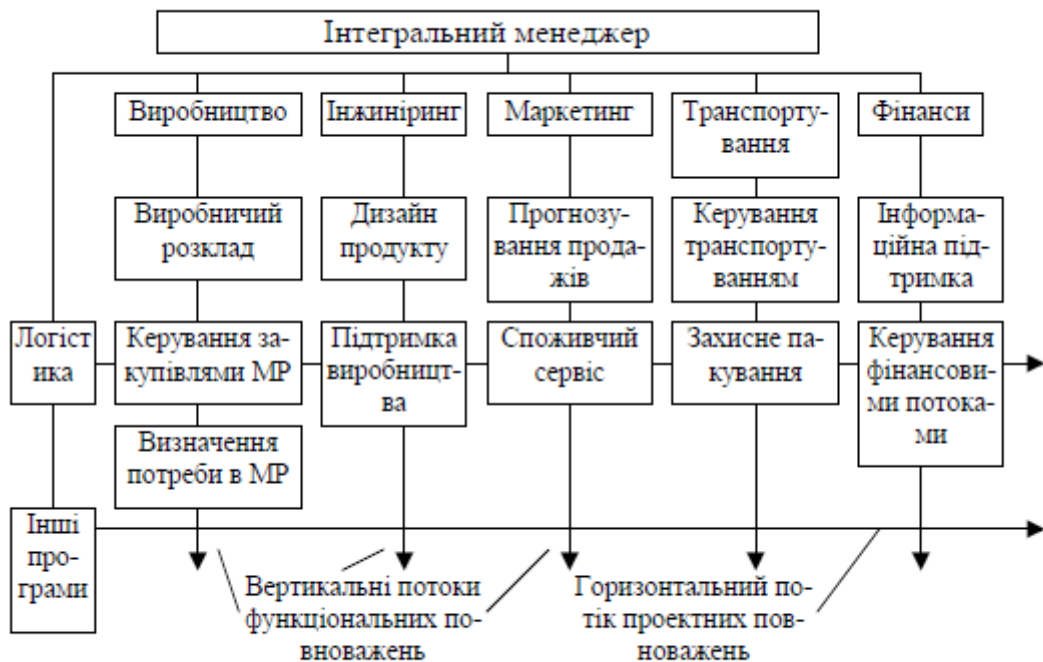 Інтегральний менеджер
Виробництво
Інжиніринг
Маркетинг
Транспорту-
вання
Фінанси
Виробничий
розклад
Дизайн
продукту
Прогнозу-
вання прода-
жів
Керування
транспорту-
ванням
Інформа-
ційна під-
тримка
Логіст
ика
Керування за-
купівлями МР
Підтримка
виробницт-
ва
Споживчий
сервіс
Захисне па-
кування
Керування
фінансови-
ми потока-
ми
Визначення
потреби в МР
Інші
про-
грами
Вертикальні потоки
функціональних по-
вноважень
Горизонтальний по-
тік проектних пов-
новажень